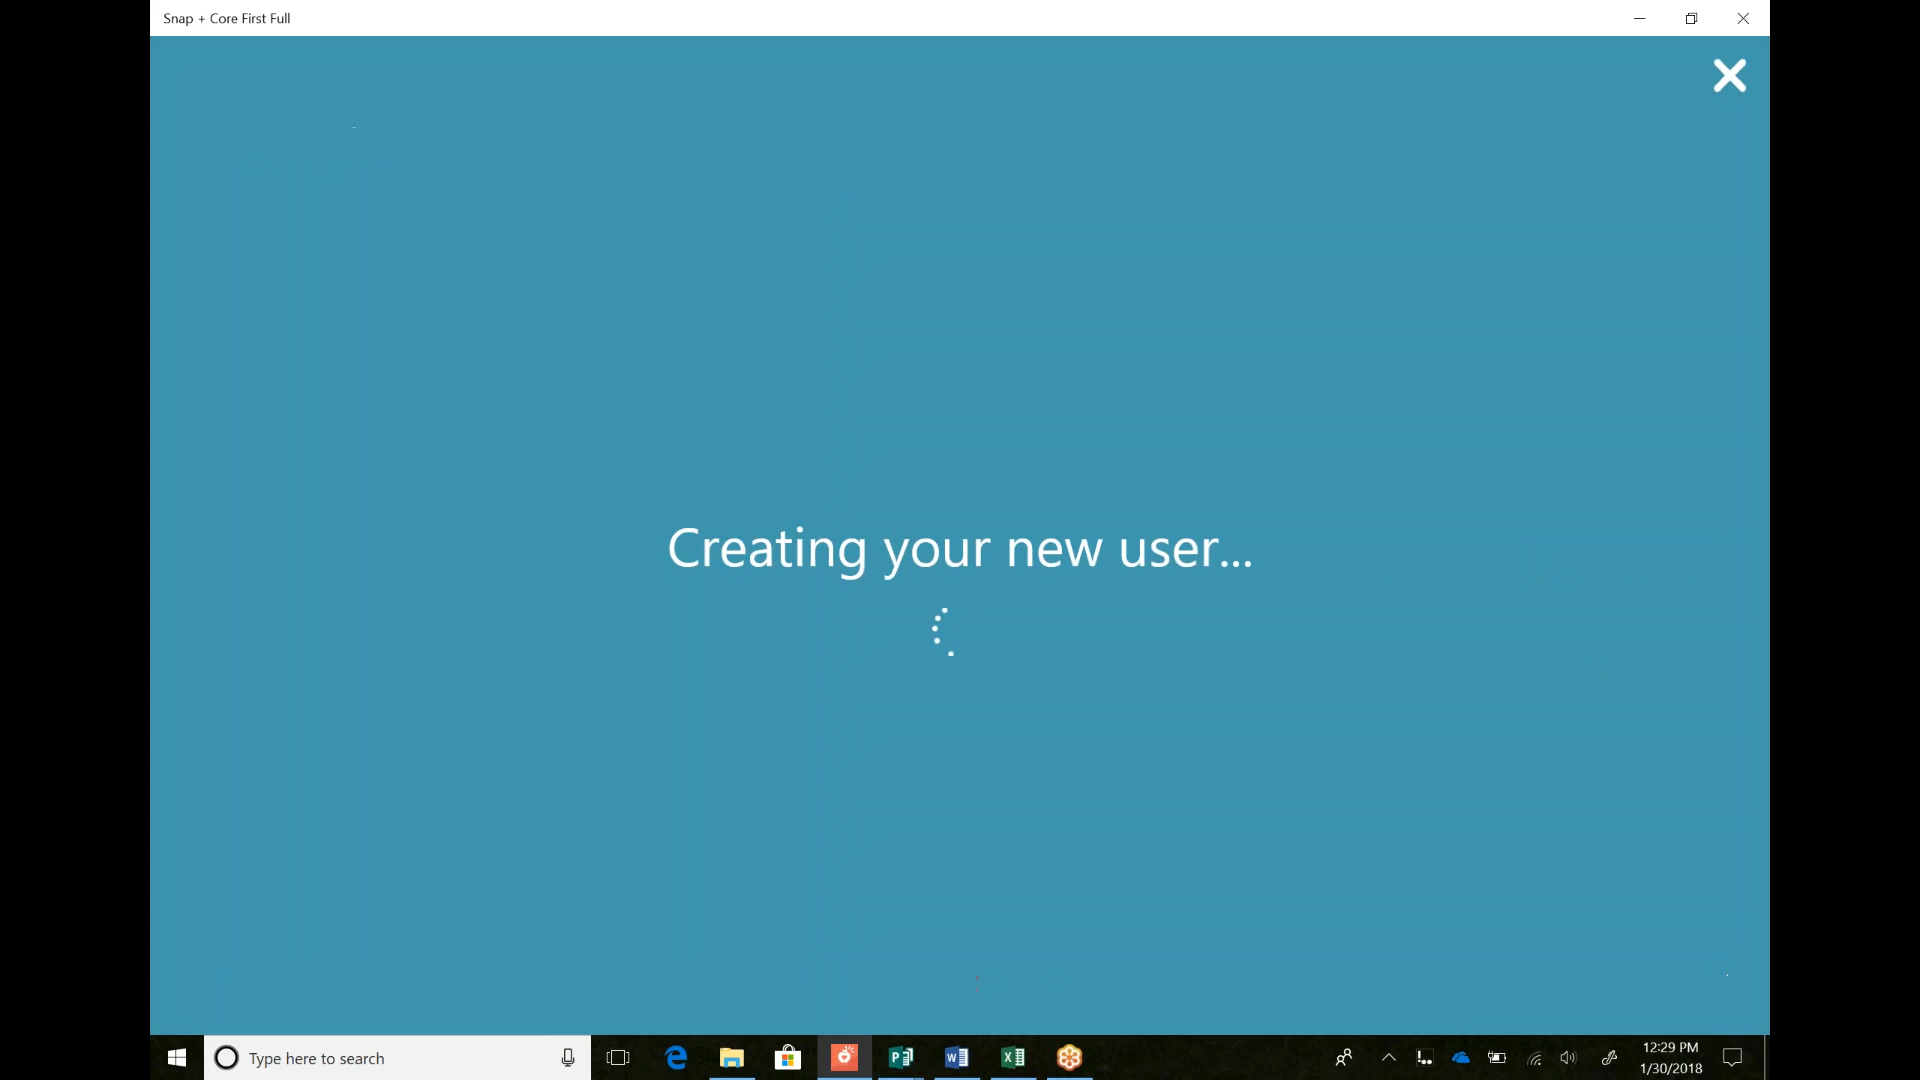 Snap + Core First Full
Creating your new user...
Type here to search
12:29 PM
1/30/2018